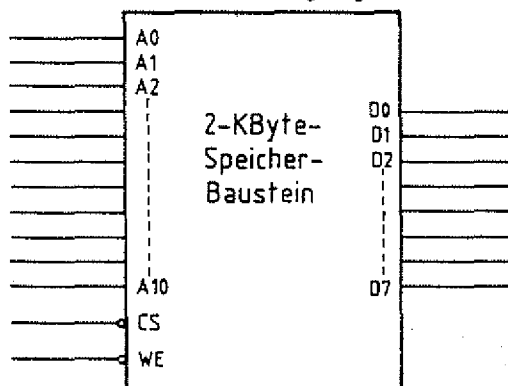 A0
A1
A2
A10
CS
WE
2-KByte-
Speicher-
Baustein
D0
D1
D2
D7